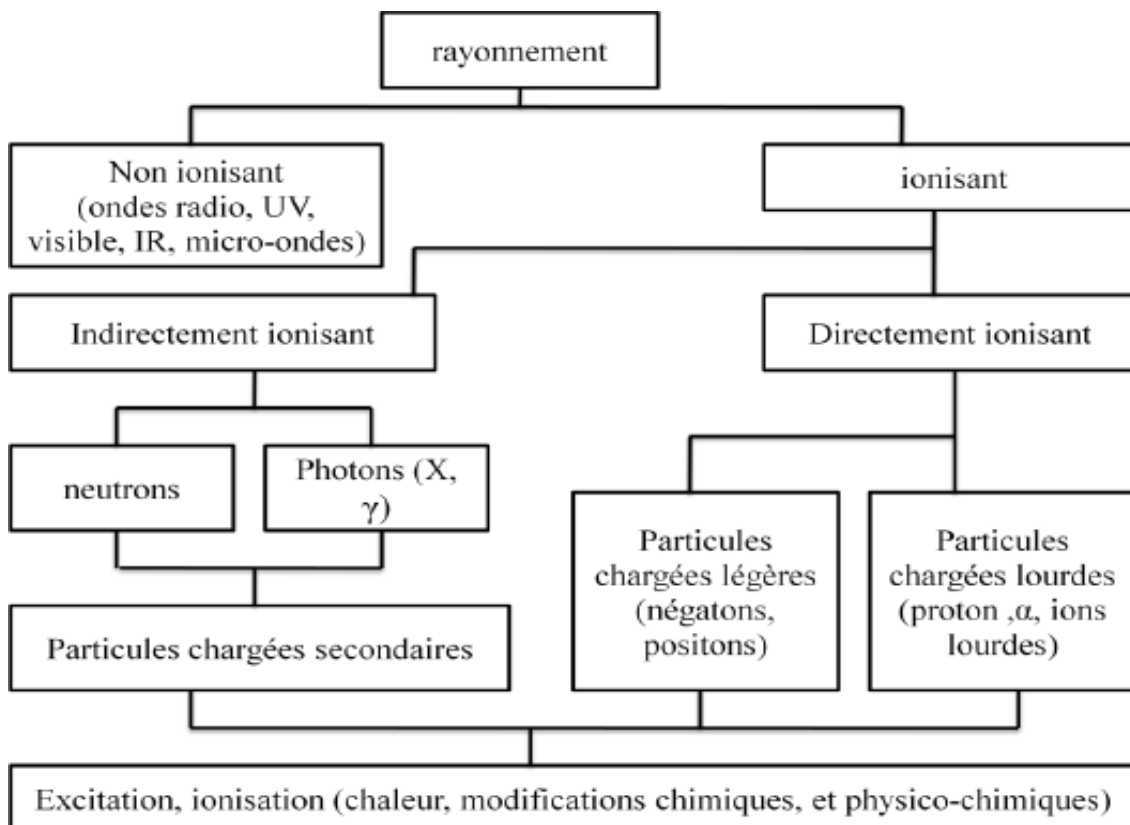 rayonnement
Non ionisant
(ondes radio, UV,
visible, IR, micro-ondes)
ionisant
Indirectement ionisant
Directement ionisant
neutrons
Photons (X,
γ)
Particules
chargées légères
(négatons,
positons)
Particules
chargées lourdes
(proton ,α, ions
lourdes)
Particules chargées secondaires
Excitation, ionisation (chaleur, modifications chimiques, et physico-chimiques)